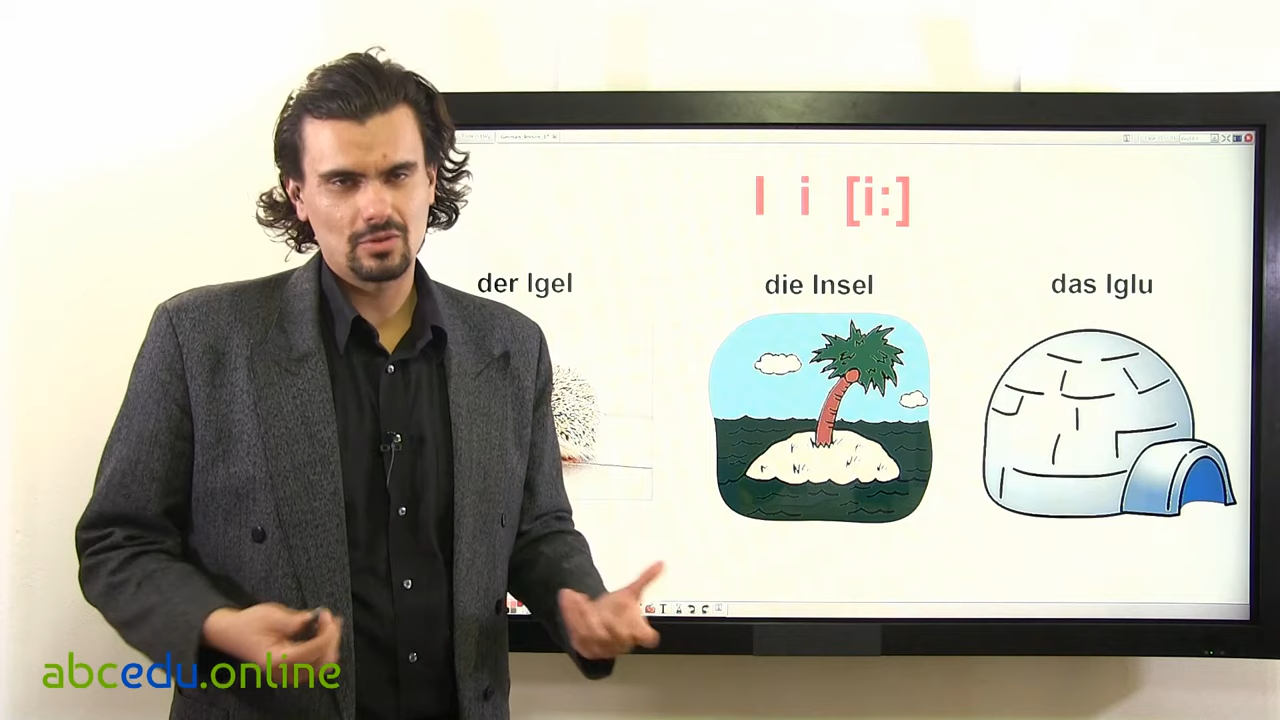 I i [i:]
der Igel
die Insel
das Iglu
abcedu.online